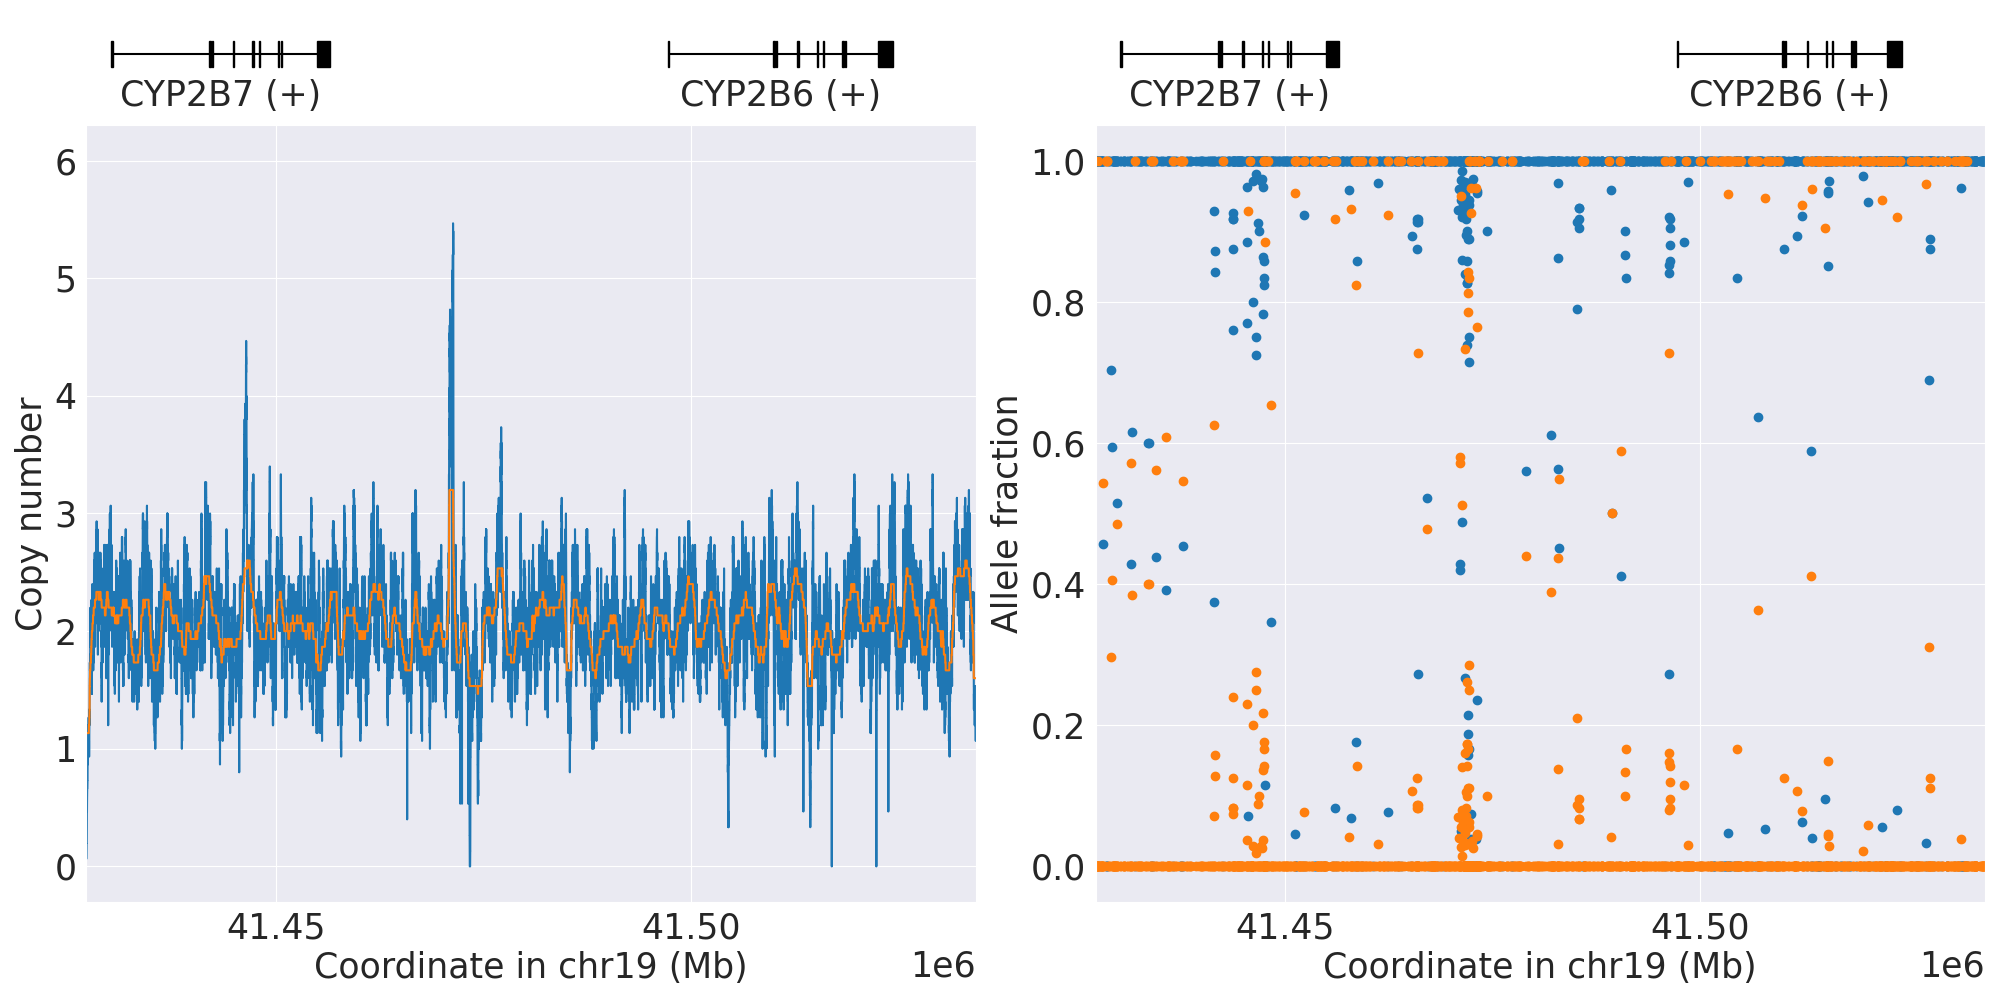 CYP2B7 (+)
CYP2B6 (+)
6
5
4
3
2
1
0
Copy number
41.45
41.50
Coordinate in chr19 (Mb)
1e6
CYP2B7 (+)
CYP2B6 (+)
1.0
0.8
0.6
0.4
0.2
0.0
Allele fraction
41.45
41.50
Coordinate in chr19 (Mb)
1e6